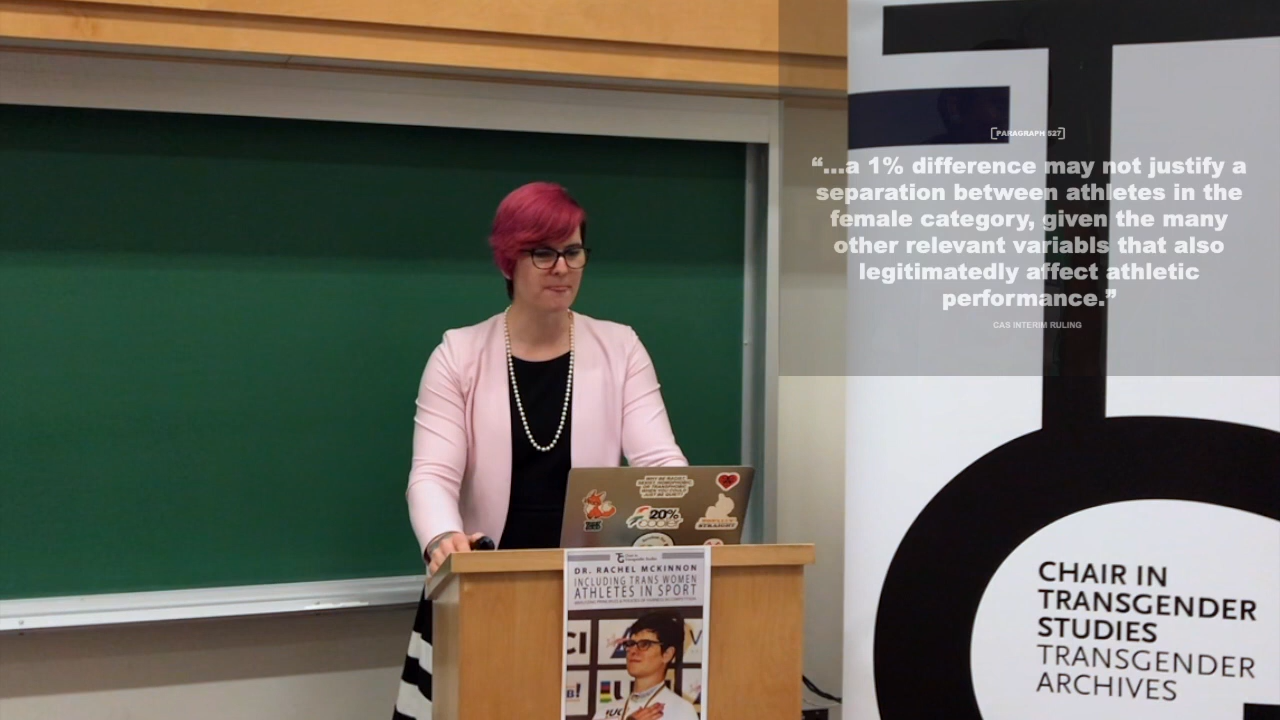 [PARAGRAPH 527]
“...a 1% difference may not justify a
separation between athletes in the
female category, given the many
other relevant variabls that also
legitimatedly affect athletic
performance.”
CAS INTERIM RULING
20%
STRAIGHT
DR. RACHEL MCKINNON
INCLUDING TRANS WOMEN
ATHLETES IN SPORT
CHAIR IN
TRANSGENDER
STUDIES
TRANSGENDER
ARCHIVES